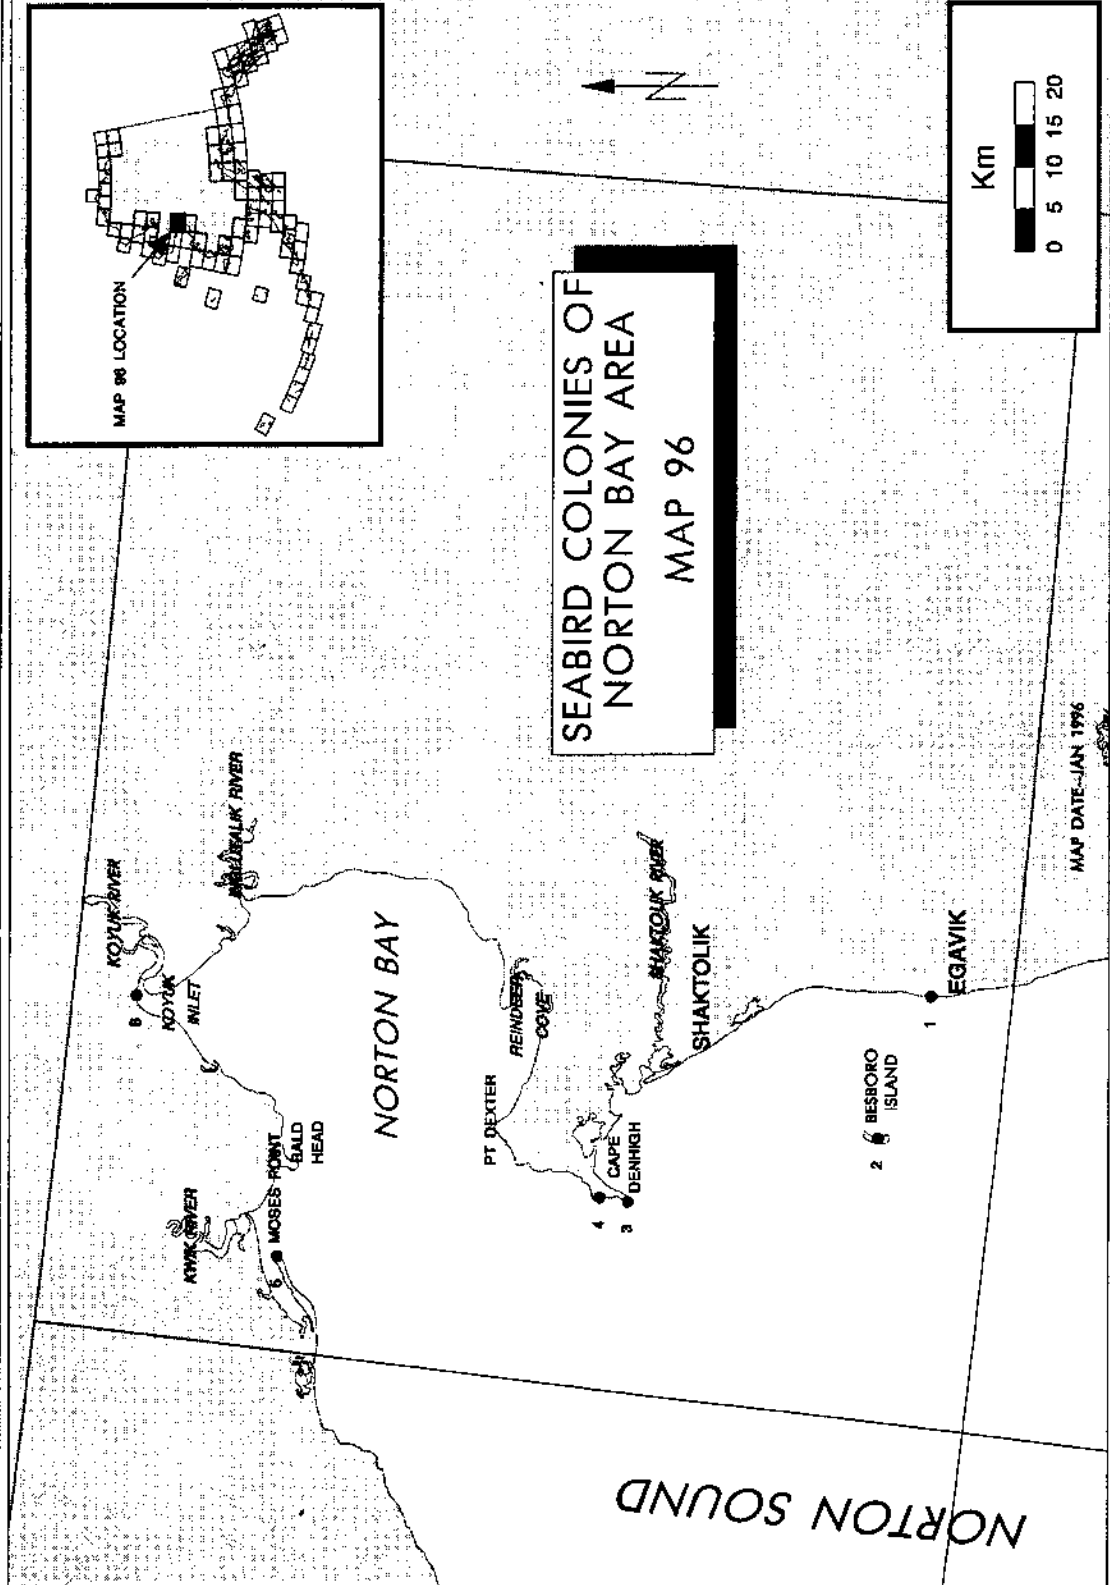 MAP 96 LOCATION
Km
0 5 10 15 20
SEABIRD COLONIES OF
NORTON BAY AREA
MAP 96
KOYUK RIVER
6
KOYUK
INLET
RIVER
KWIK RIVER
5
MOSES POINT
BALD
HEAD
NORTON BAY
REINDEER
COVE
PT DEXTER
SHAKTOLIK RIVER
SHAKTOLIK
4
CAPE
DENHIGH
3
2
BESBORO
ISLAND
1
EGAVIK
NORTON SOUND
MAP DATE--JAN 1996
N